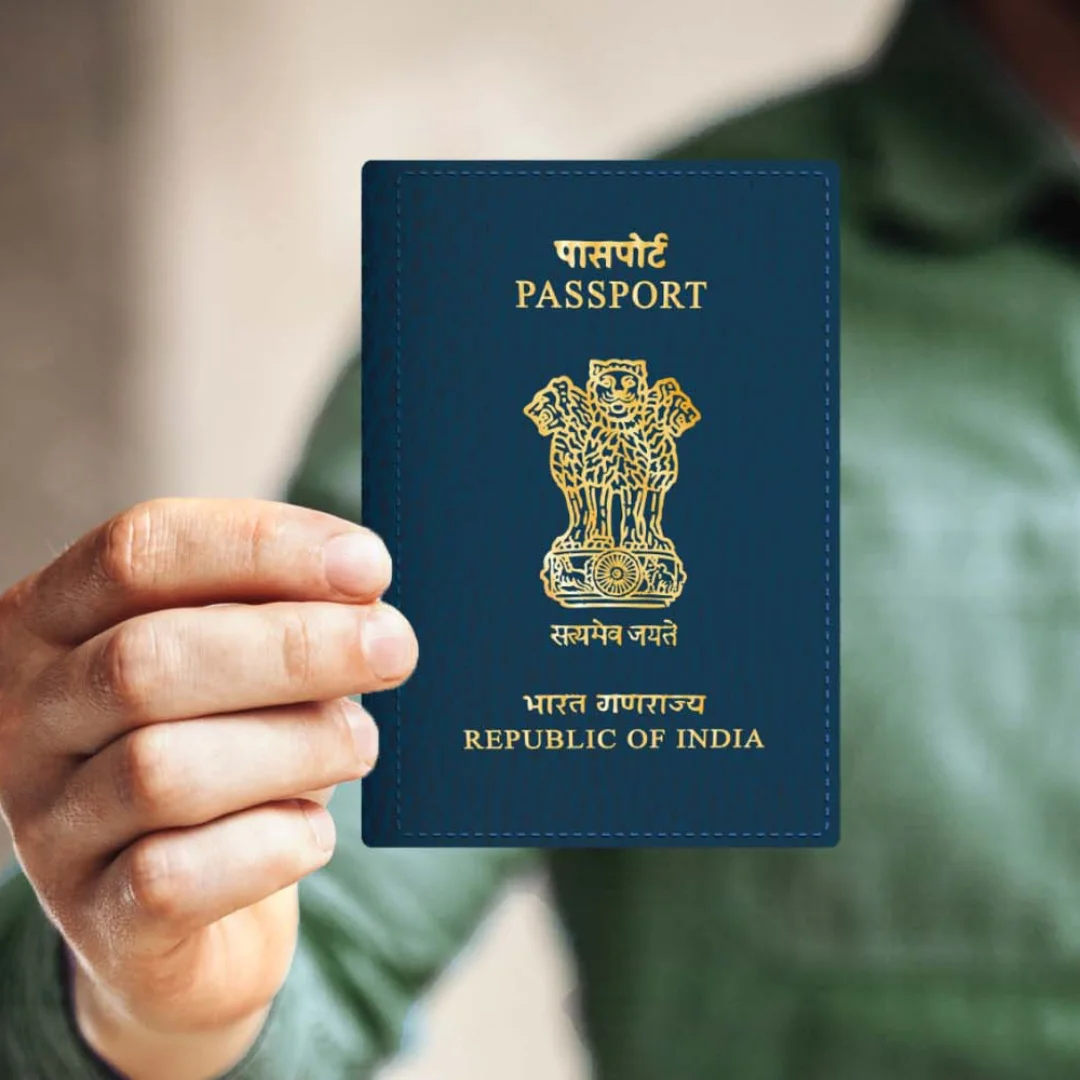 पासपोर्ट
PASSPORT
सत्यमेव जयते
भारत गणराज्य
REPUBLIC OF INDIA